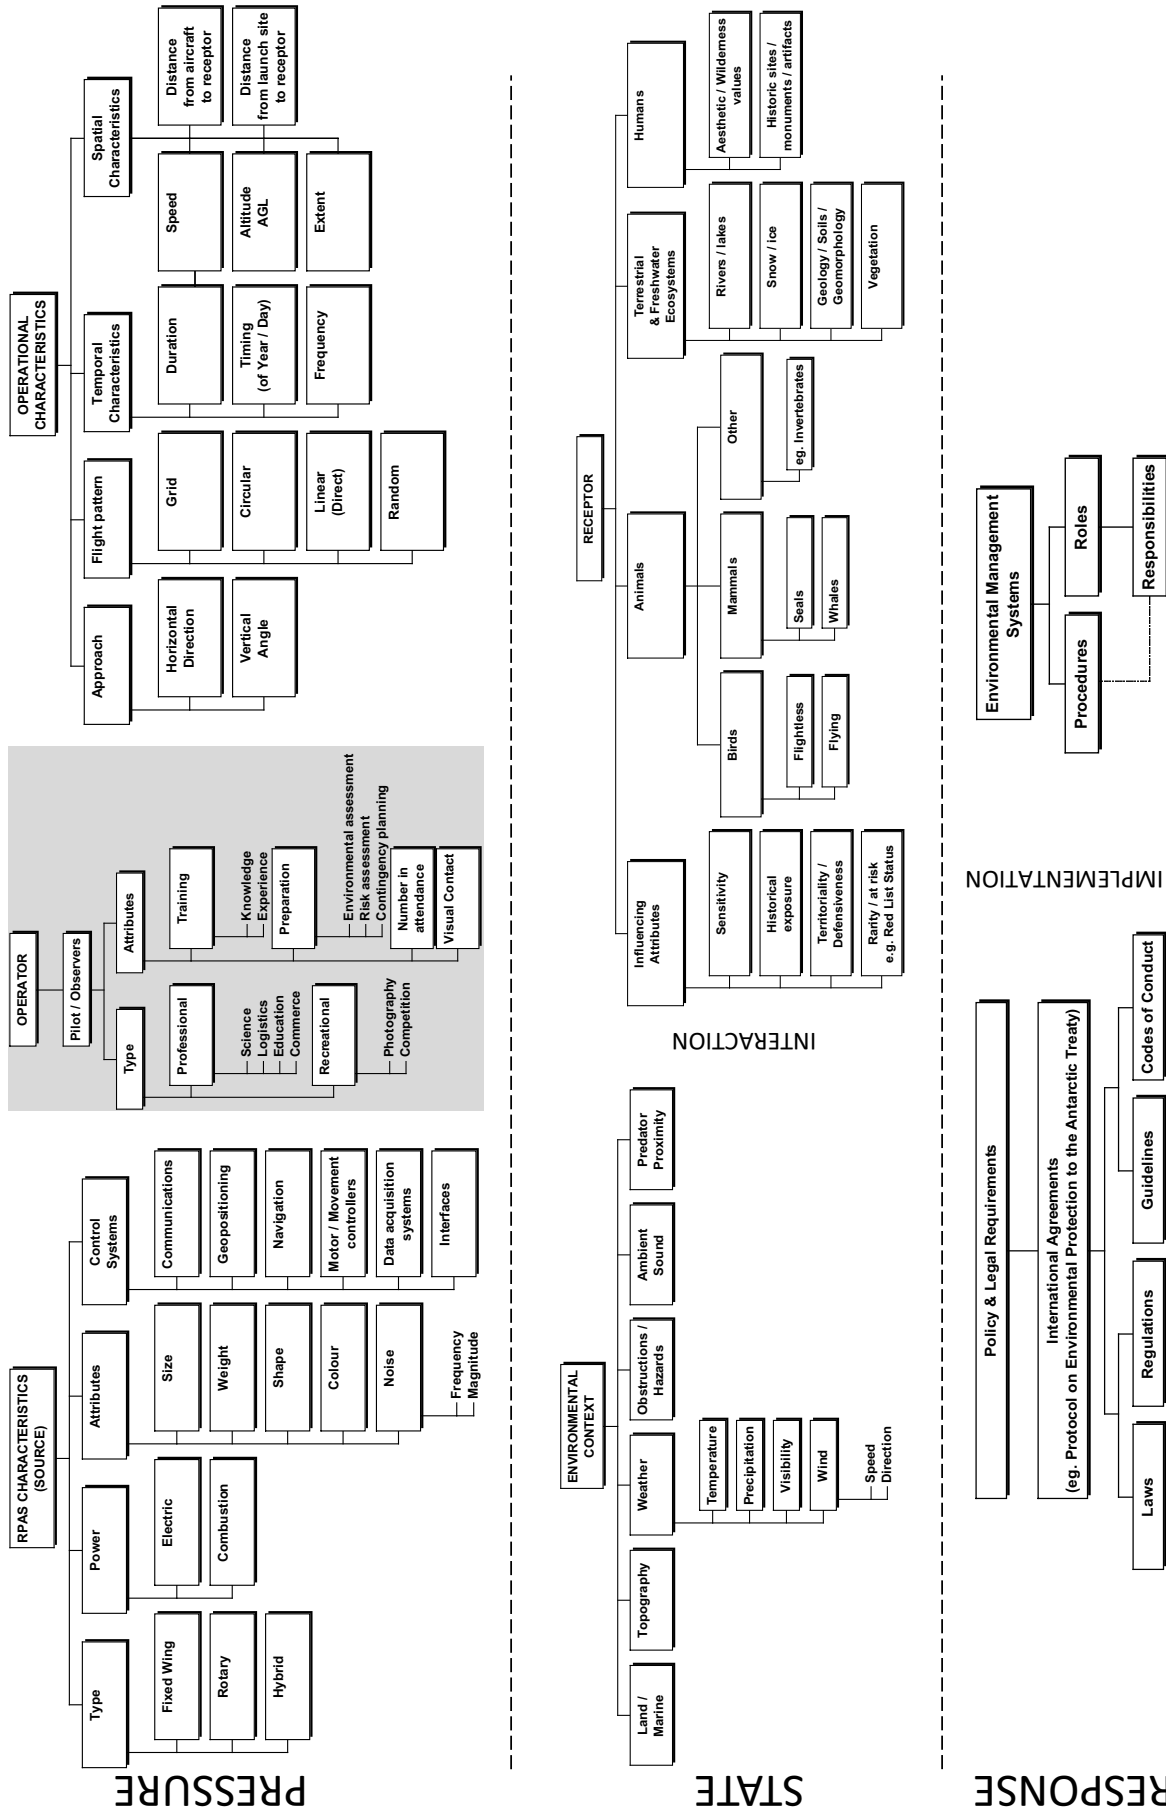 PRESSURE
RPAS CHARACTERISTICS
(SOURCE)
Type
Fixed Wing
Rotary
Hybrid
Power
Electric
Combustion
Attributes
Size
Weight
Shape
Colour
Noise
Frequency
Magnitude
Control
Systems
Communications
Geopositioning
Navigation
Motor / Movement
controllers
Data acquisition
systems
Interfaces
OPERATOR
Pilot / Observers
Type
Professional
Science
Logistics
Education
Commerce
Recreational
Photography
Competition
Attributes
Training
Knowledge
Experience
Preparation
Environmental assessment
Risk assessment
Contingency planning
Number in
attendance
Visual Contact
OPERATIONAL
CHARACTERISTICS
Approach
Horizontal
Direction
Vertical
Angle
Flight pattern
Grid
Circular
Linear
(Direct)
Random
Temporal
Characteristics
Duration
Timing
(of Year / Day)
Frequency
Spatial
Characteristics
Speed
Altitude
AGL
Extent
Distance
from aircraft
to receptor
Distance
from launch site
to receptor
STATE
ENVIRONMENTAL
CONTEXT
Land /
Marine
Topography
Weather
Temperature
Precipitation
Visibility
Wind
Speed
Direction
Obstructions /
Hazards
Ambient
Sound
Predator
Proximity
INTERACTION
RECEPTOR
Influencing
Attributes
Sensitivity
Historical
exposure
Territoriality /
Defensiveness
Rarity / at risk
e.g. Red List Status
Animals
Birds
Flightless
Flying
Mammals
Seals
Whales
Other
eg. Invertebrates
Terrestrial
& Freshwater
Ecosystems
Rivers / lakes
Snow / ice
Geology / Soils /
Geomorphology
Vegetation
Humans
Aesthetic / Wilderness
values
Historic sites /
monuments / artifacts
RESPONSE
Policy & Legal Requirements
International Agreements
(eg. Protocol on Environmental Protection to the Antarctic Treaty)
Laws
Regulations
Guidelines
Codes of Conduct
IMPLEMENTATION
Environmental Management
Systems
Procedures
Roles
Responsibilities